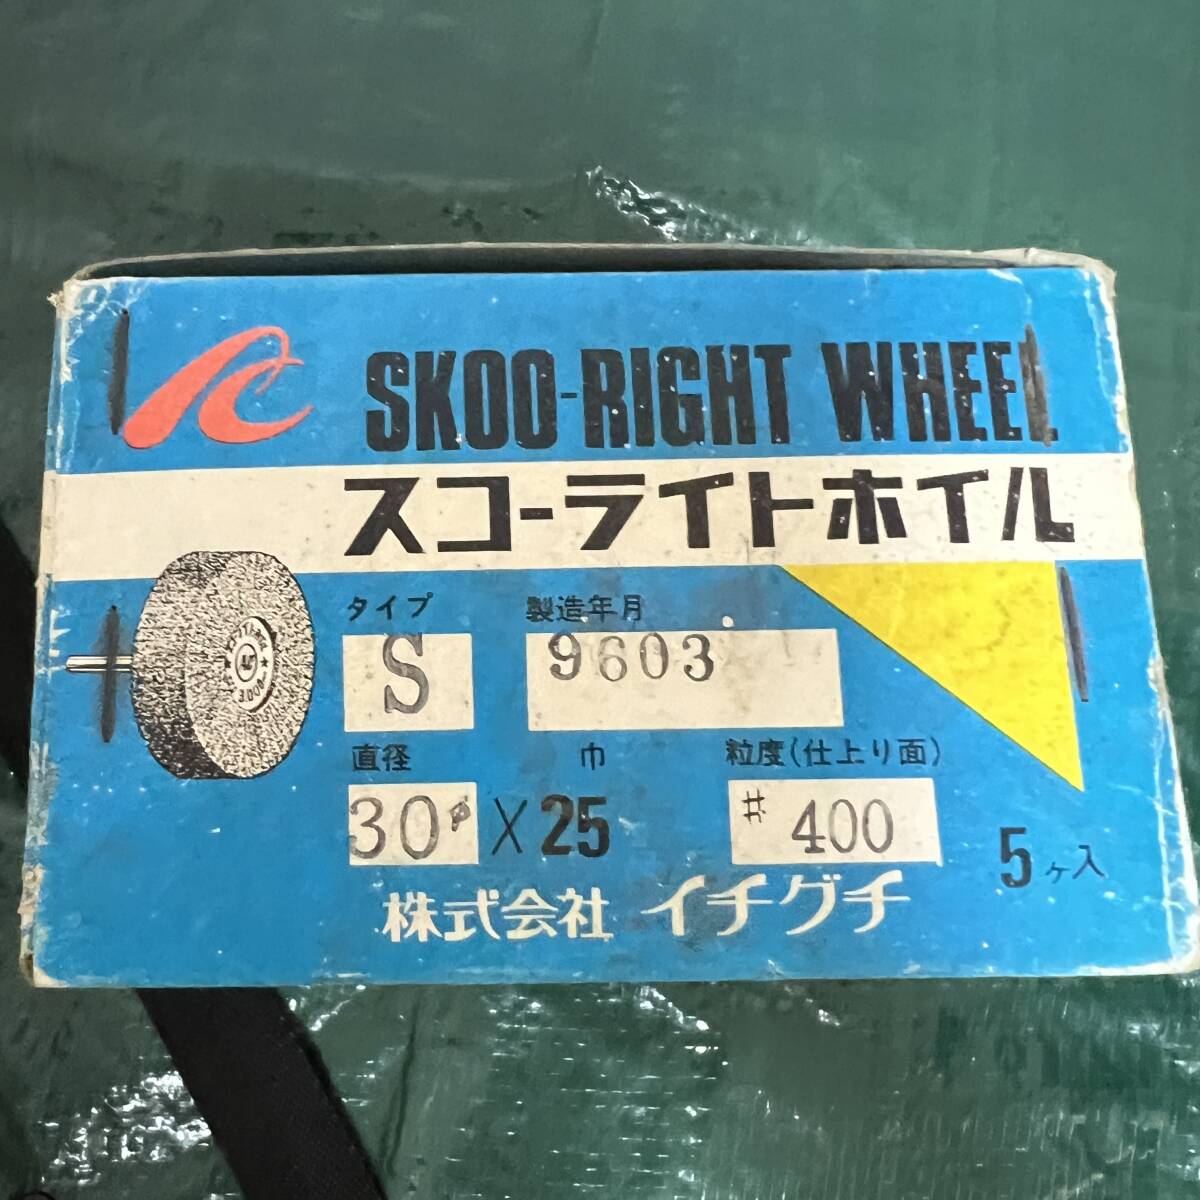 SKOO-RIGHT WHEEL
スコーライトホイル
タイプ 製造年月
S 9603
直径 巾 粒度(仕上り面)
30φ × 25 #400 5ヶ入
株式会社 イチグチ